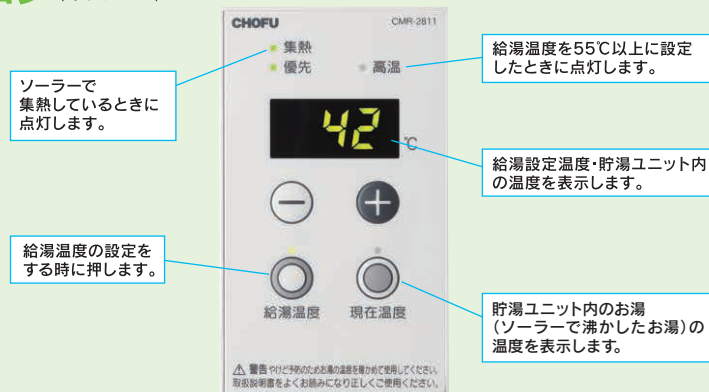 CHOFU
CMR-2811
集熱
優先
高温
給湯温度を55℃以上に設定
したときに点灯します。
ソーラーで
集熱しているときに
点灯します。
42
℃
給湯設定温度・貯湯ユニット内
の温度を表示します。
−
+
給湯温度の設定を
する時に押します。
給湯温度
現在温度
貯湯ユニット内のお湯
(ソーラーで沸かしたお湯)の
温度を表示します。
警告 やけど予防のためお湯の温度を確かめて使用してください。
取扱説明書をよくお読みになり正しくご使用ください。